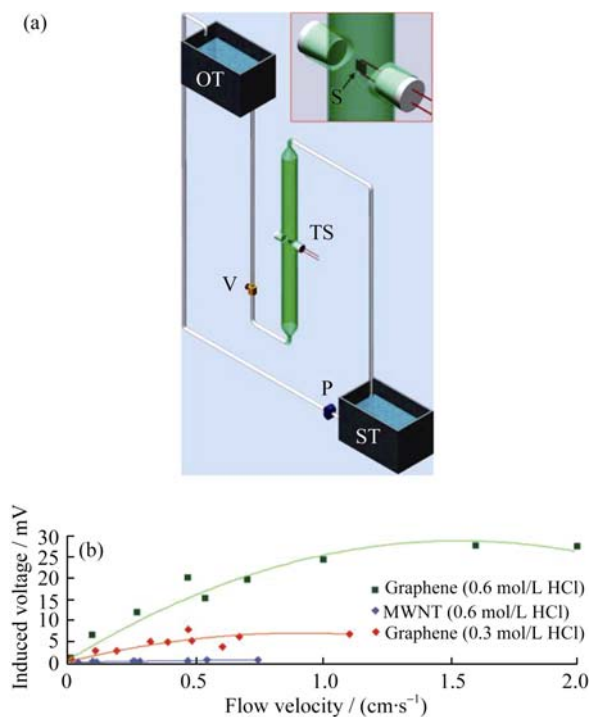 (a)
OT
S
TS
V
P
ST
(b)
Induced voltage / mV
30
25
20
15
10
5
0
Graphene (0.6 mol/L HCl)
MWNT (0.6 mol/L HCl)
Graphene (0.3 mol/L HCl)
0 0.5 1.0 1.5 2.0
Flow velocity / (cm·s⁻¹)